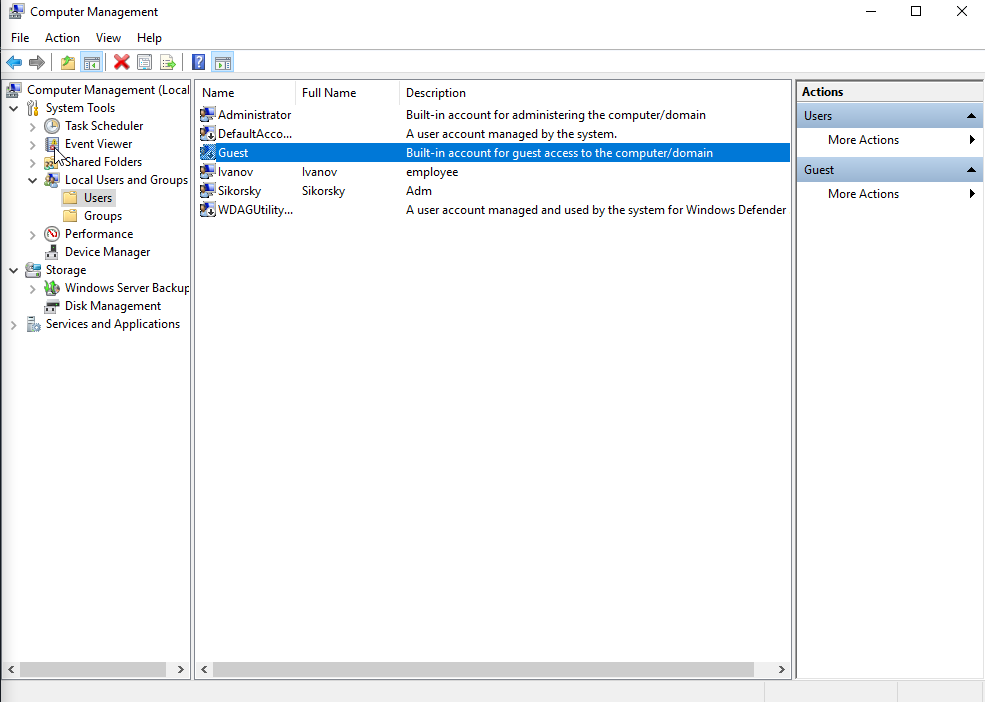 Computer Management
File Action View Help
Computer Management (Local
System Tools
Task Scheduler
Event Viewer
Shared Folders
Local Users and Groups
Users
Groups
Performance
Device Manager
Storage
Windows Server Backup
Disk Management
Services and Applications
Name Full Name Description
Administrator Built-in account for administering the computer/domain
DefaultAcco... A user account managed by the system.
Guest Built-in account for guest access to the computer/domain
Ivanov Ivanov employee
Sikorsky Sikorsky Adm
WDAGUtility... A user account managed and used by the system for Windows Defender
Actions
Users
More Actions
Guest
More Actions